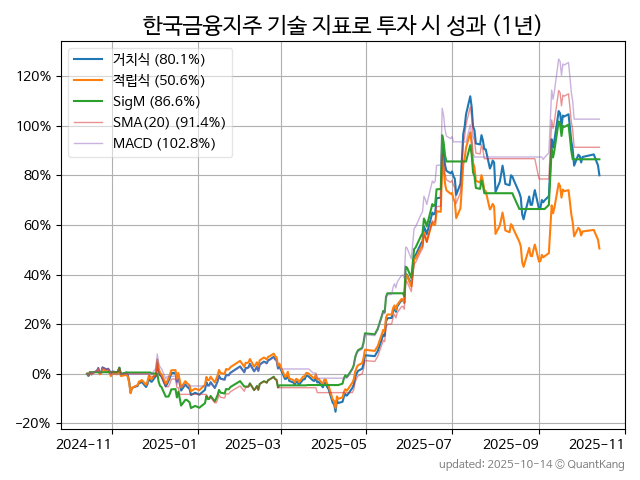 한국금융지주 기술 지표로 투자 시 성과 (1년)
거치식 (80.1%)
적립식 (50.6%)
SigM (86.6%)
SMA(20) (91.4%)
MACD (102.8%)
120%
100%
80%
60%
40%
20%
0%
−20%
2024-11 2025-01 2025-03 2025-05 2025-07 2025-09 2025-11
updated: 2025-10-14 © QuantKang